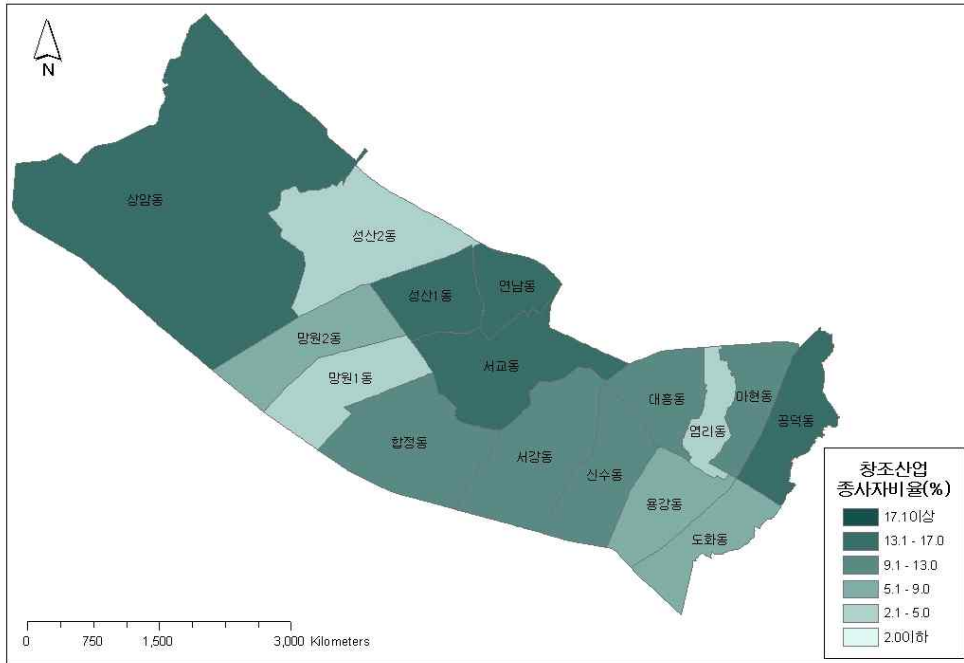 N
상암동
성산2동
연남동
성산1동
망원2동
서교동
망원1동
대흥동
마현동
공덕동
염리동
합정동
서강동
신수동
용강동
도화동
창조산업
종사자비율(%)
17.1이상
13.1 - 17.0
9.1 - 13.0
5.1 - 9.0
2.1 - 5.0
2.0이하
0 750 1,500 3,000 Kilometers